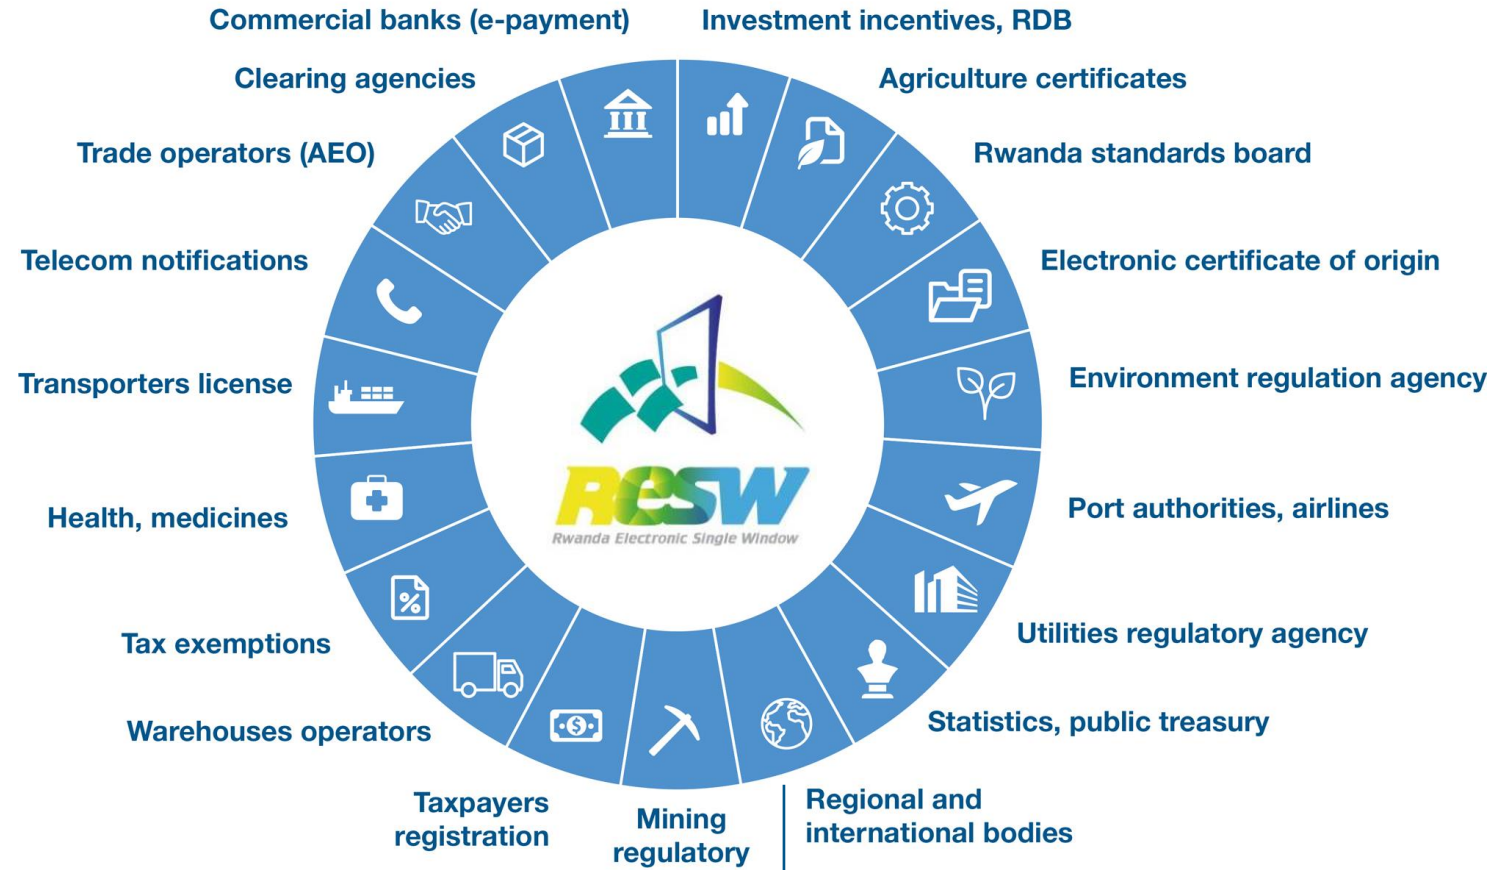 Commercial banks (e-payment)
Investment incentives, RDB
Clearing agencies
Agriculture certificates
Trade operators (AEO)
Rwanda standards board
Telecom notifications
Electronic certificate of origin
Transporters license
Environment regulation agency
Health, medicines
Port authorities, airlines
Tax exemptions
Utilities regulatory agency
Warehouses operators
Statistics, public treasury
Taxpayers
registration
Mining
regulatory
Regional and
international bodies
ReSW
Rwanda Electronic Single Window